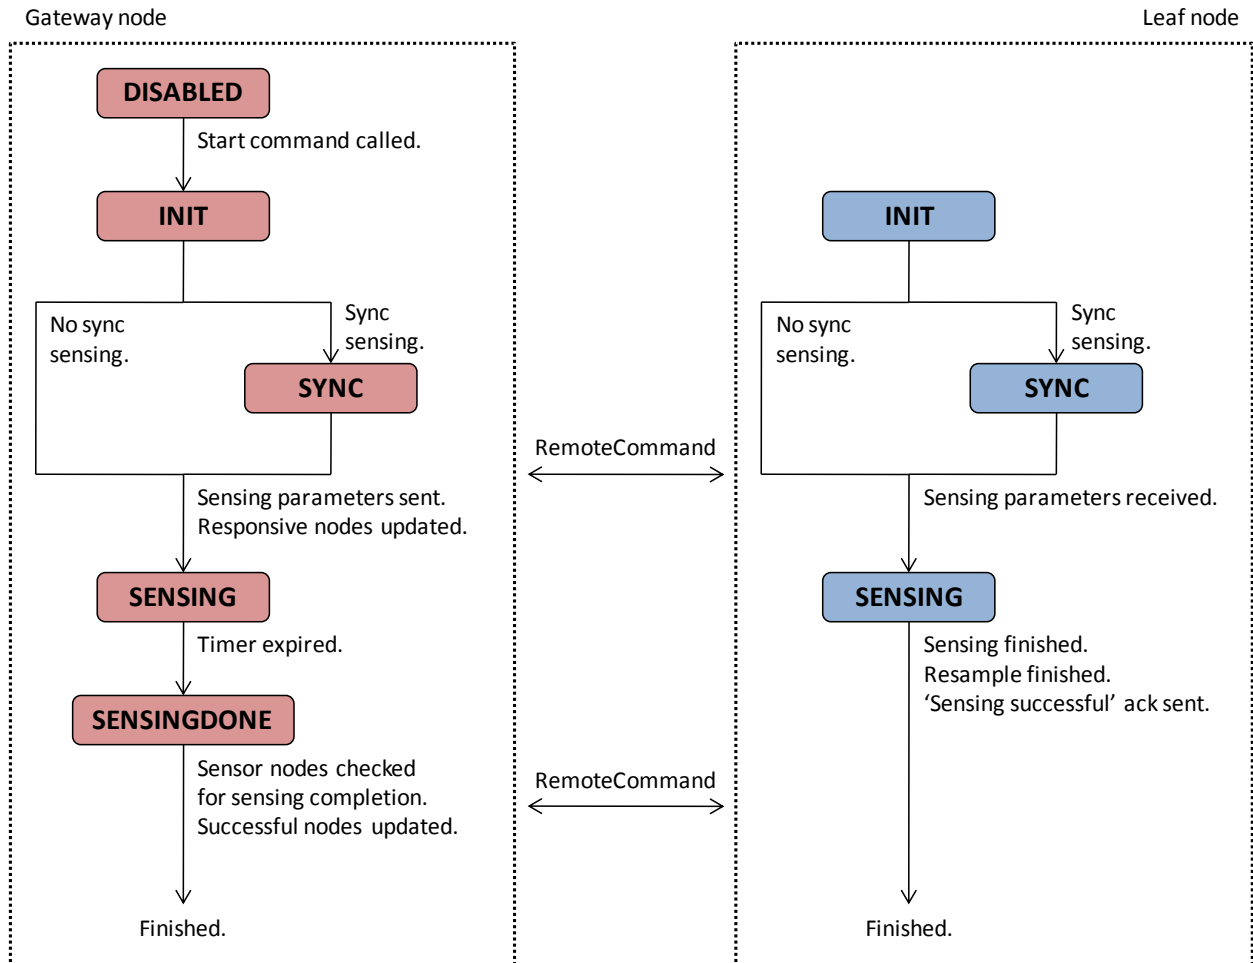 Gateway node
Leaf node
DISABLED
Start command called.
INIT
No sync
sensing.
Sync
sensing.
SYNC
Sensing parameters sent.
Responsive nodes updated.
SENSING
Timer expired.
SENSINGDONE
Sensor nodes checked
for sensing completion.
Successful nodes updated.
Finished.
RemoteCommand
RemoteCommand
INIT
No sync
sensing.
Sync
sensing.
SYNC
Sensing parameters received.
SENSING
Sensing finished.
Resample finished.
‘Sensing successful’ ack sent.
Finished.